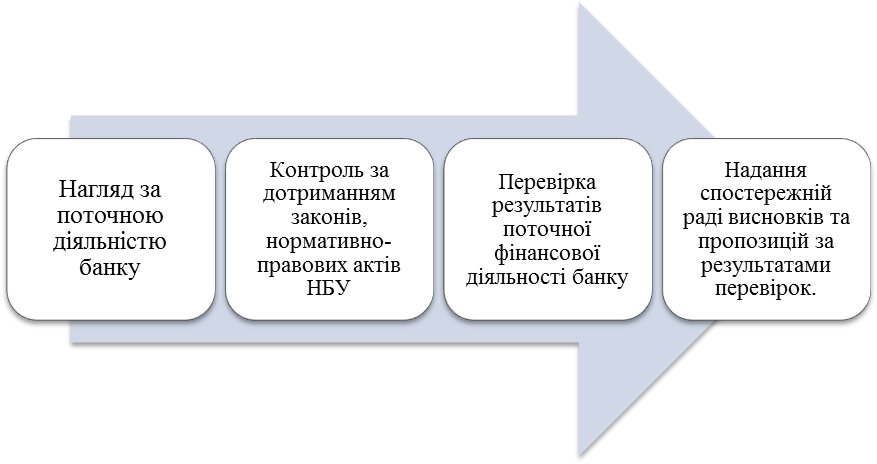 Нагляд за
поточною
діяльністю
банку
Контроль за
дотриманням
законів,
нормативно-
правових актів
НБУ
Перевірка
результатів
поточної
фінансової
діяльності банку
Надання
спостережній
раді висновків та
пропозицій за
результатами
перевірок.